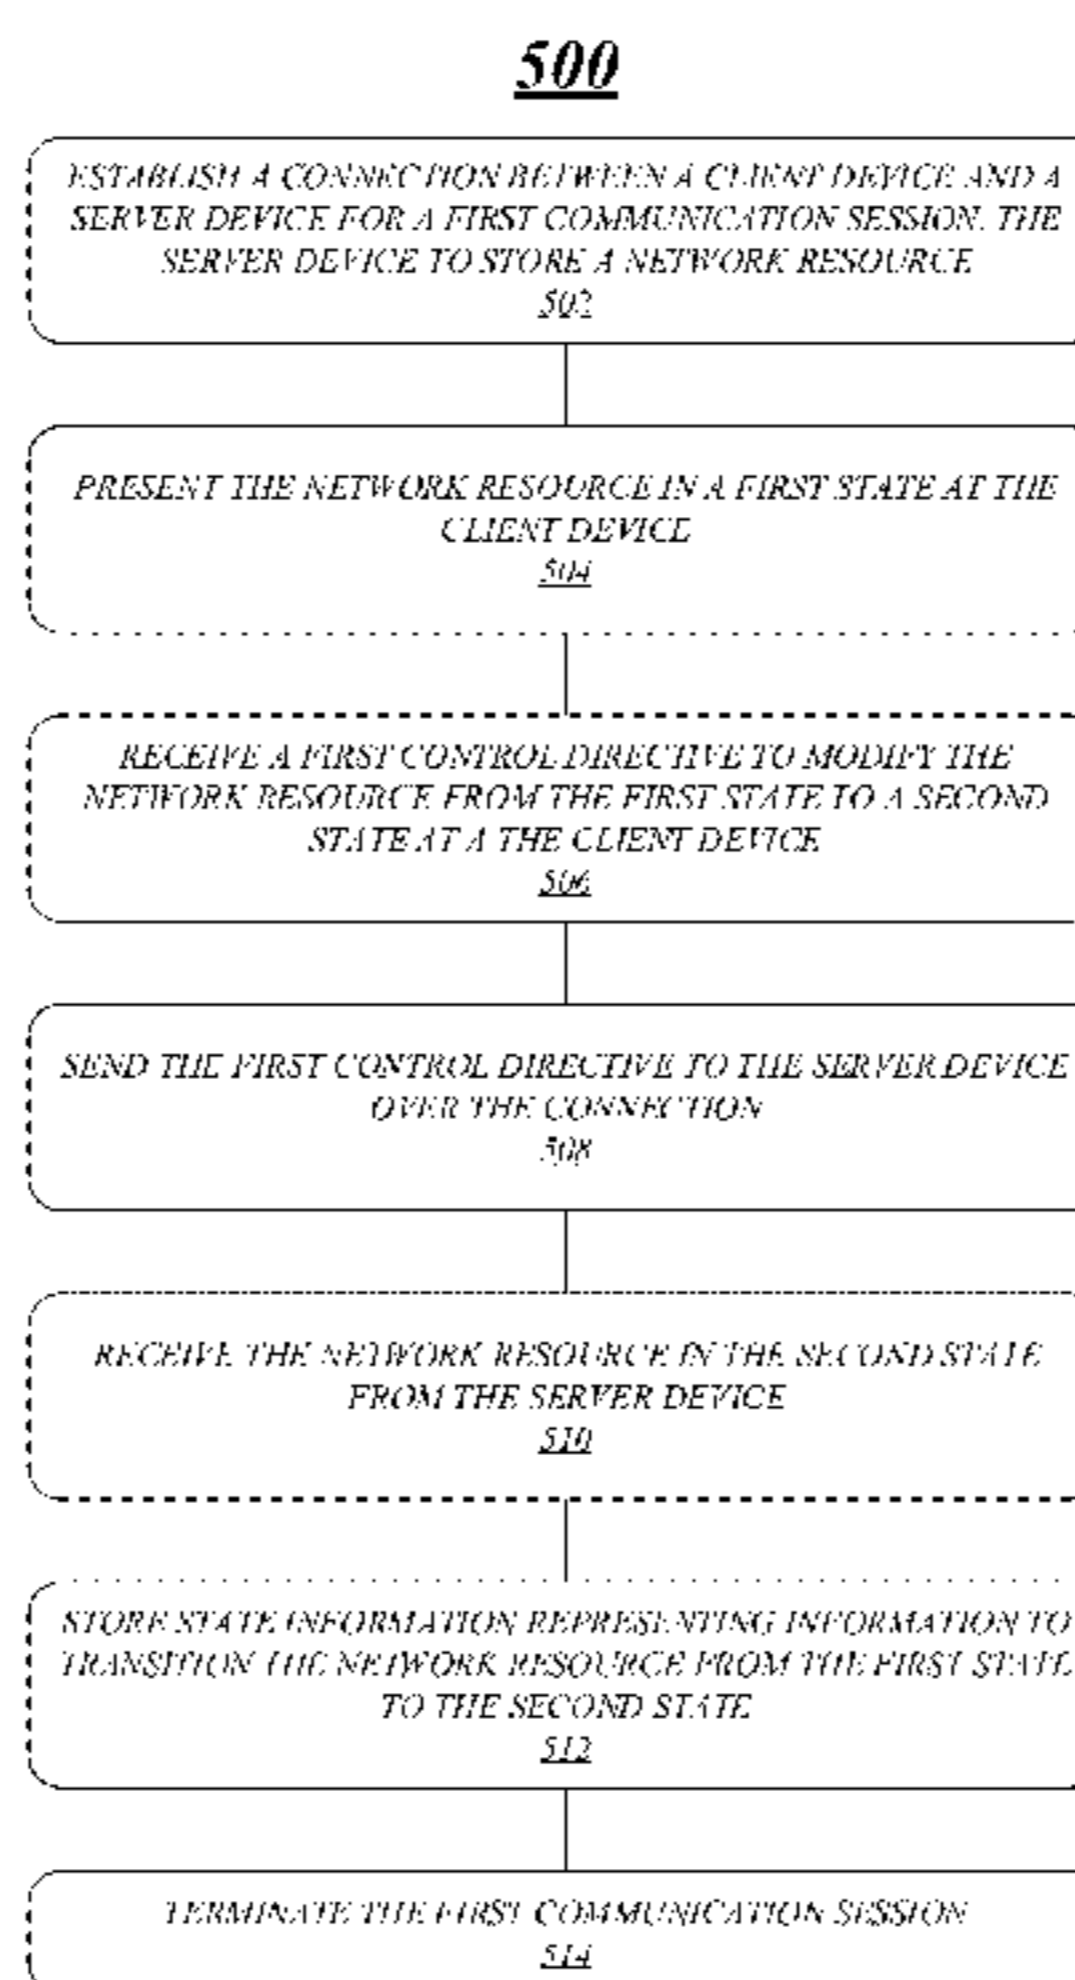 500
ESTABLISH A CONNECTION BETWEEN A CLIENT DEVICE AND A
SERVER DEVICE FOR A FIRST COMMUNICATION SESSION, THE
SERVER DEVICE TO STORE A NETWORK RESOURCE
502
PRESENT THE NETWORK RESOURCE IN A FIRST STATE AT THE
CLIENT DEVICE
504
RECEIVE A FIRST CONTROL DIRECTIVE TO MODIFY THE
NETWORK RESOURCE FROM THE FIRST STATE TO A SECOND
STATE AT A THE CLIENT DEVICE
506
SEND THE FIRST CONTROL DIRECTIVE TO THE SERVER DEVICE
OVER THE CONNECTION
508
RECEIVE THE NETWORK RESOURCE IN THE SECOND STATE
FROM THE SERVER DEVICE
510
STORE STATE INFORMATION REPRESENTING INFORMATION TO
TRANSITION THE NETWORK RESOURCE FROM THE FIRST STATE
TO THE SECOND STATE
512
TERMINATE THE FIRST COMMUNICATION SESSION
514